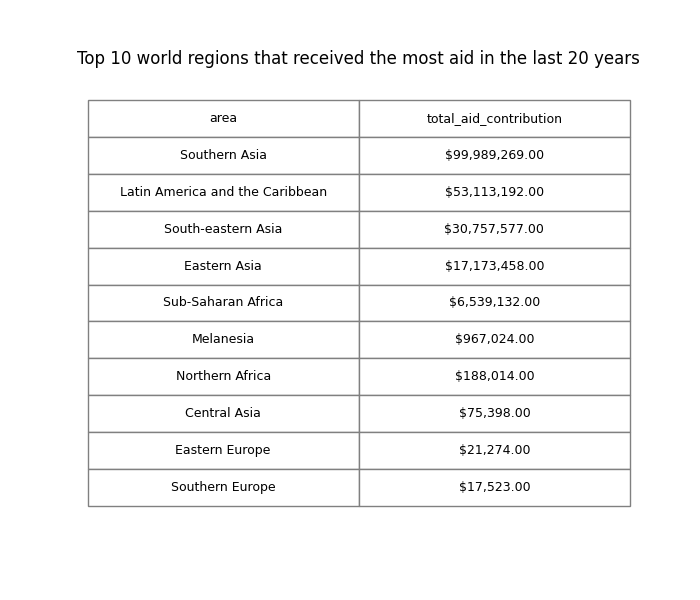 Top 10 world regions that received the most aid in the last 20 years
area total_aid_contribution
Southern Asia $99,989,269.00
Latin America and the Caribbean $53,113,192.00
South-eastern Asia $30,757,577.00
Eastern Asia $17,173,458.00
Sub-Saharan Africa $6,539,132.00
Melanesia $967,024.00
Northern Africa $188,014.00
Central Asia $75,398.00
Eastern Europe $21,274.00
Southern Europe $17,523.00